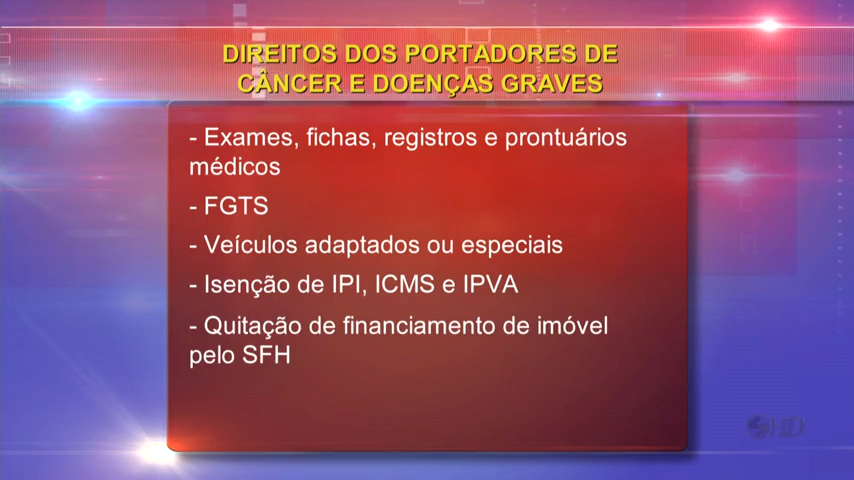 DIREITOS DOS PORTADORES DE
CÂNCER E DOENÇAS GRAVES
- Exames, fichas, registros e prontuários
médicos
- FGTS
- Veículos adaptados ou especiais
- Isenção de IPI, ICMS e IPVA
- Quitação de financiamento de imóvel
pelo SFH
HD